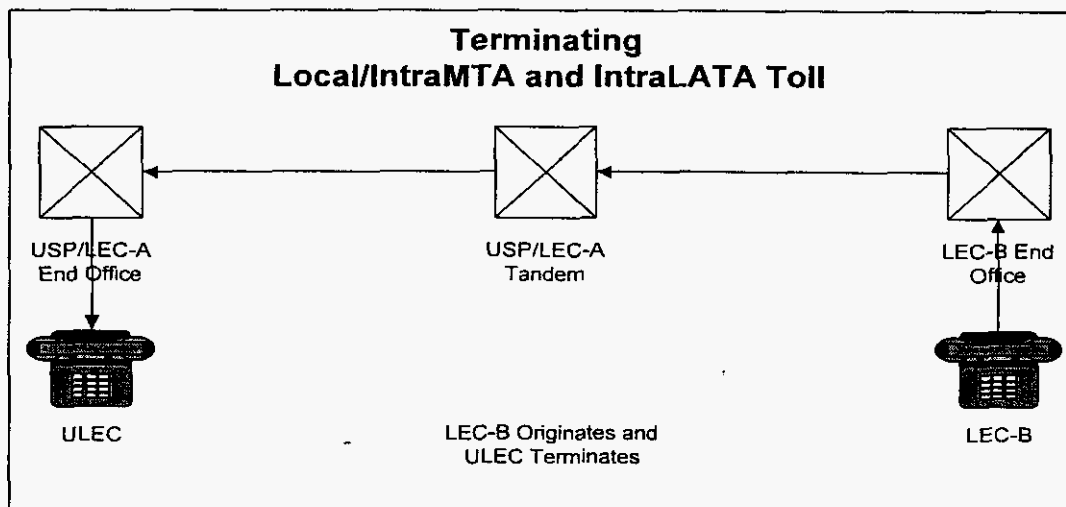 Terminating
Local/IntraMTA and IntraLATA Toll
USP/LEC-A
End Office
USP/LEC-A
Tandem
LEC-B End
Office
ULEC
LEC-B Originates and
ULEC Terminates
LEC-B